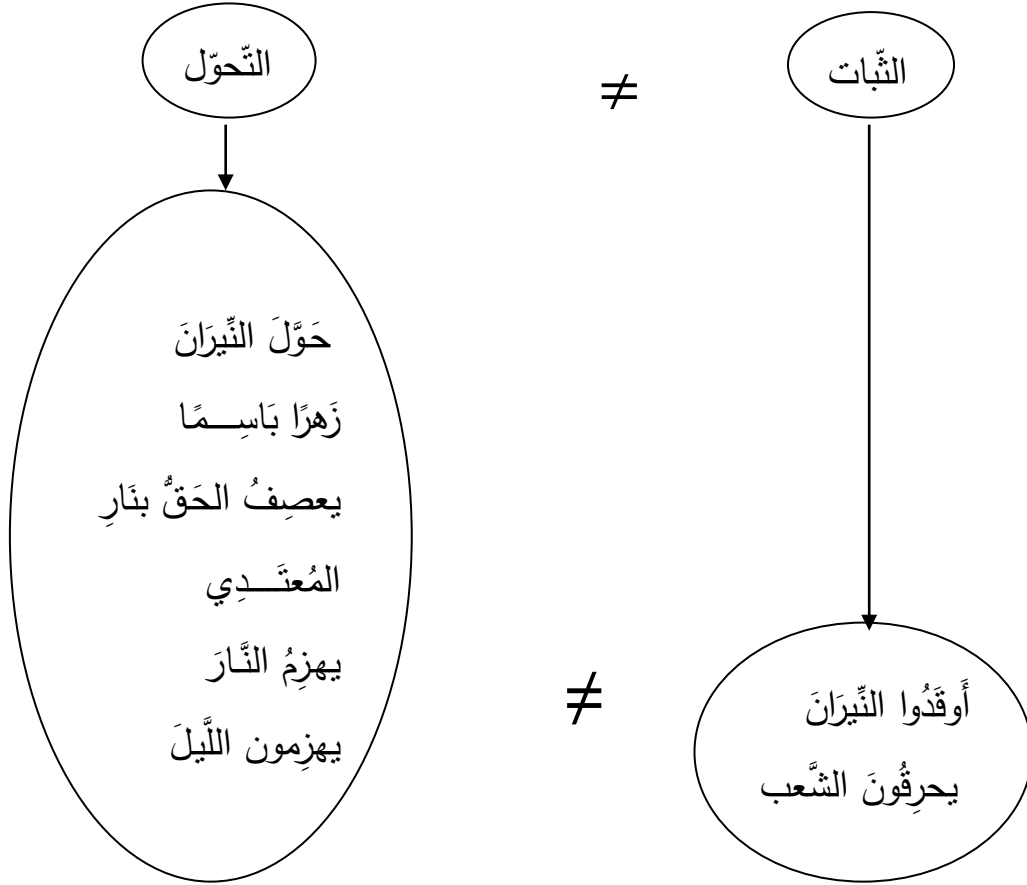 الثّبات
≠
التّحوّل
حَوَّلَ النِّيرَانَ
زَهرًا بَاسِـــمًا
يعصِفُ الحَقُّ بنَارِ
المُعتَـــدِي
يهزِمُ النَّـارَ
يهزِمون اللَّيلَ
≠
أَوقَدُوا النِّيرَانَ
يحرِقُونَ الشَّعب